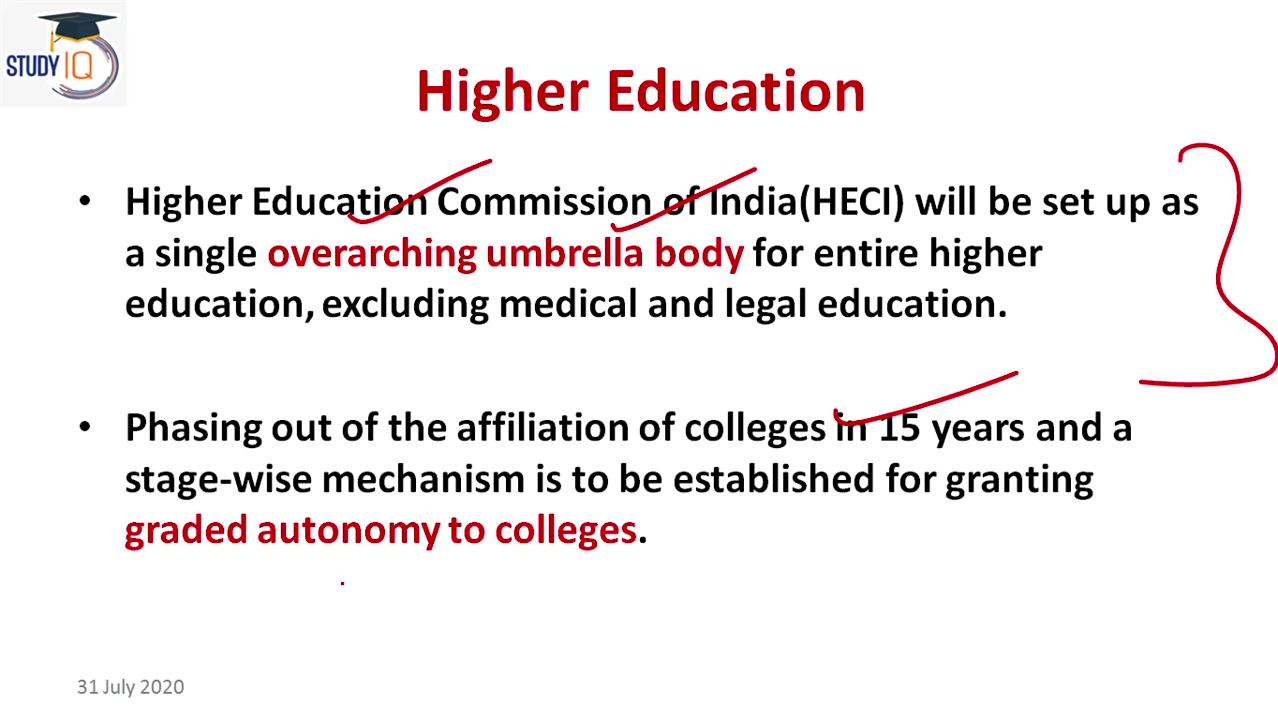 STUDY IQ
Higher Education
• Higher Education Commission of India(HECI) will be set up as
a single overarching umbrella body for entire higher
education, excluding medical and legal education.
• Phasing out of the affiliation of colleges in 15 years and a
stage-wise mechanism is to be established for granting
graded autonomy to colleges.
31 July 2020